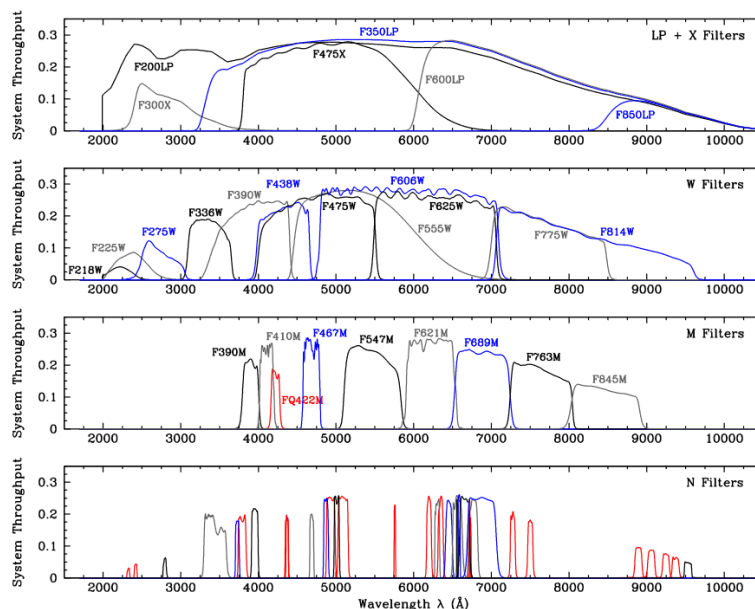 LP + X Filters
System Throughput
0.3
0.2
0.1
0
F200LP
F300X
F350LP
F475X
F600LP
F850LP
2000 3000 4000 5000 6000 7000 8000 9000 10000
W Filters
System Throughput
0.3
0.2
0.1
0
F218W
F225W
F275W
F336W
F390W
F438W
F475W
F555W
F606W
F625W
F775W
F814W
2000 3000 4000 5000 6000 7000 8000 9000 10000
M Filters
System Throughput
0.3
0.2
0.1
0
F390M
F410M
FQ422M
F467M
F547M
F621M
F689M
F763M
F845M
2000 3000 4000 5000 6000 7000 8000 9000 10000
N Filters
System Throughput
0.3
0.2
0.1
0
2000 3000 4000 5000 6000 7000 8000 9000 10000
Wavelength λ (Å)